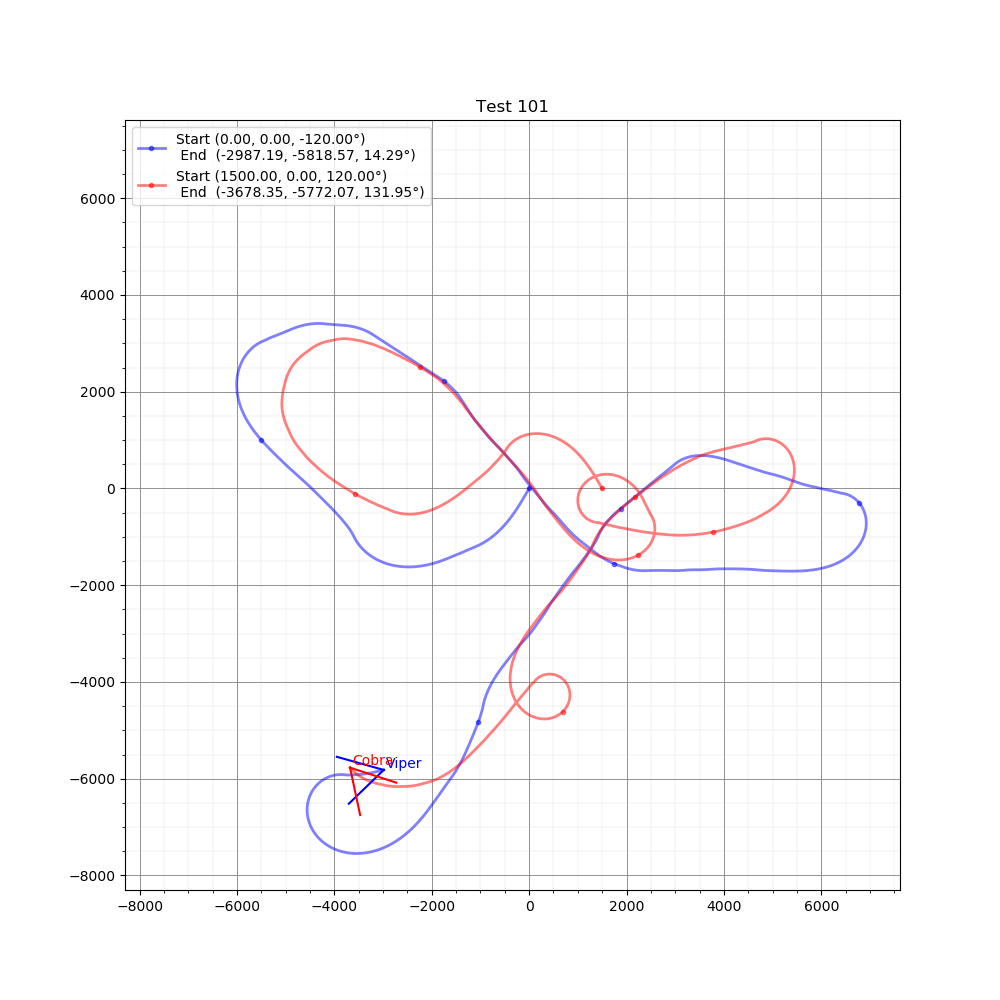 Test 101
Start (0.00, 0.00, -120.00°)
End  (-2987.19, -5818.57, 14.29°)
Start (1500.00, 0.00, 120.00°)
End  (-3678.35, -5772.07, 131.95°)
6000
4000
2000
0
−2000
−4000
−6000
−8000
Cobra
Viper
−8000 −6000 −4000 −2000 0 2000 4000 6000